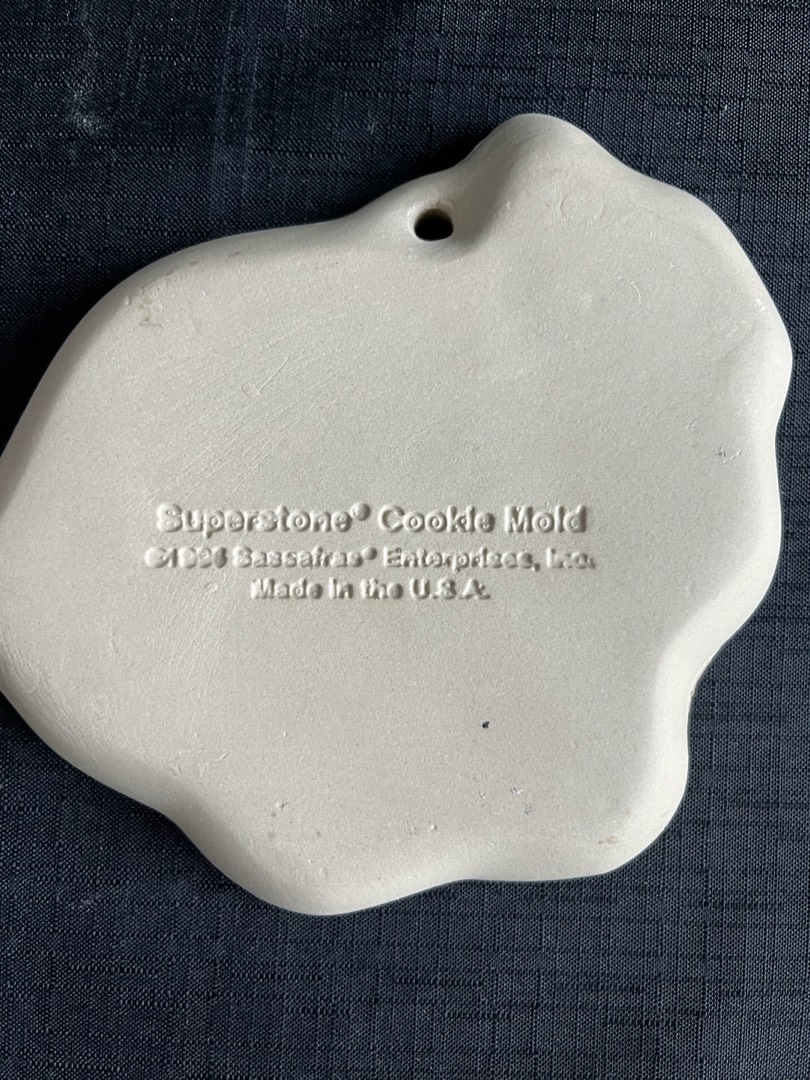 Superstone® Cookie Mold
Sassafras® Enterprises, Inc.
Made in the U.S.A.